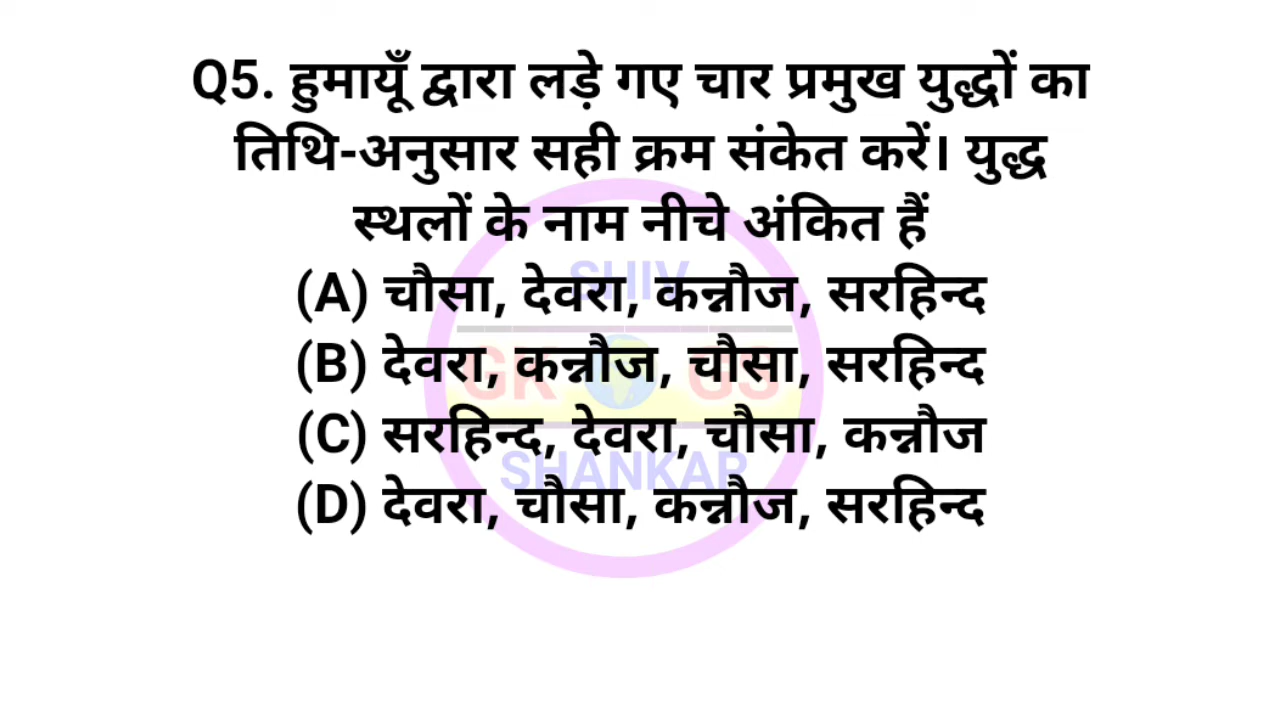 Q5. हुमायूँ द्वारा लड़े गए चार प्रमुख युद्धों का
तिथि-अनुसार सही क्रम संकेत करें। युद्ध
स्थलों के नाम नीचे अंकित हैं
(A) चौसा, देवरा, कन्नौज, सरहिन्द
(B) देवरा, कन्नौज, चौसा, सरहिन्द
(C) सरहिन्द, देवरा, चौसा, कन्नौज
(D) देवरा, चौसा, कन्नौज, सरहिन्द
SHIV
GK GS
SHANKAR